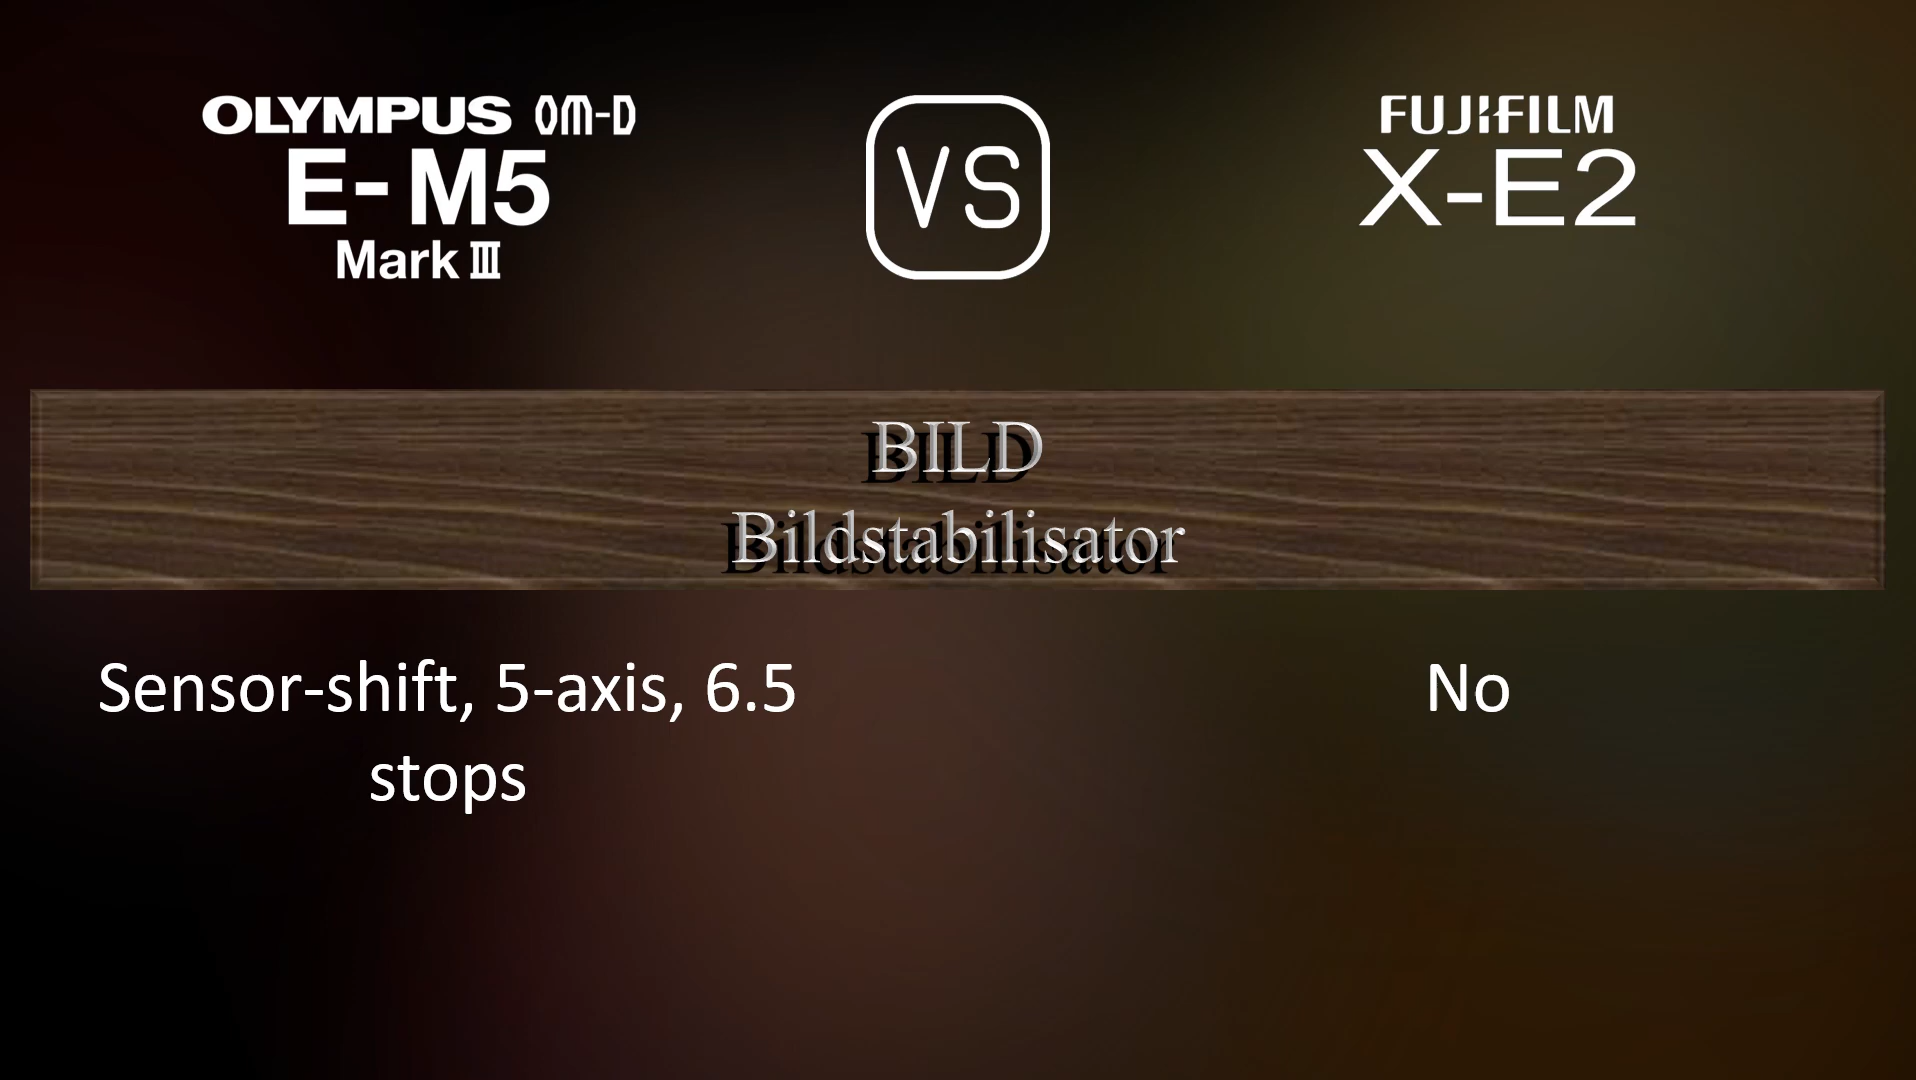 OLYMPUS OM-D
E-M5
Mark III
VS
FUJIFILM
X-E2
BILD
Bildstabilisator
Sensor-shift, 5-axis, 6.5
stops
No